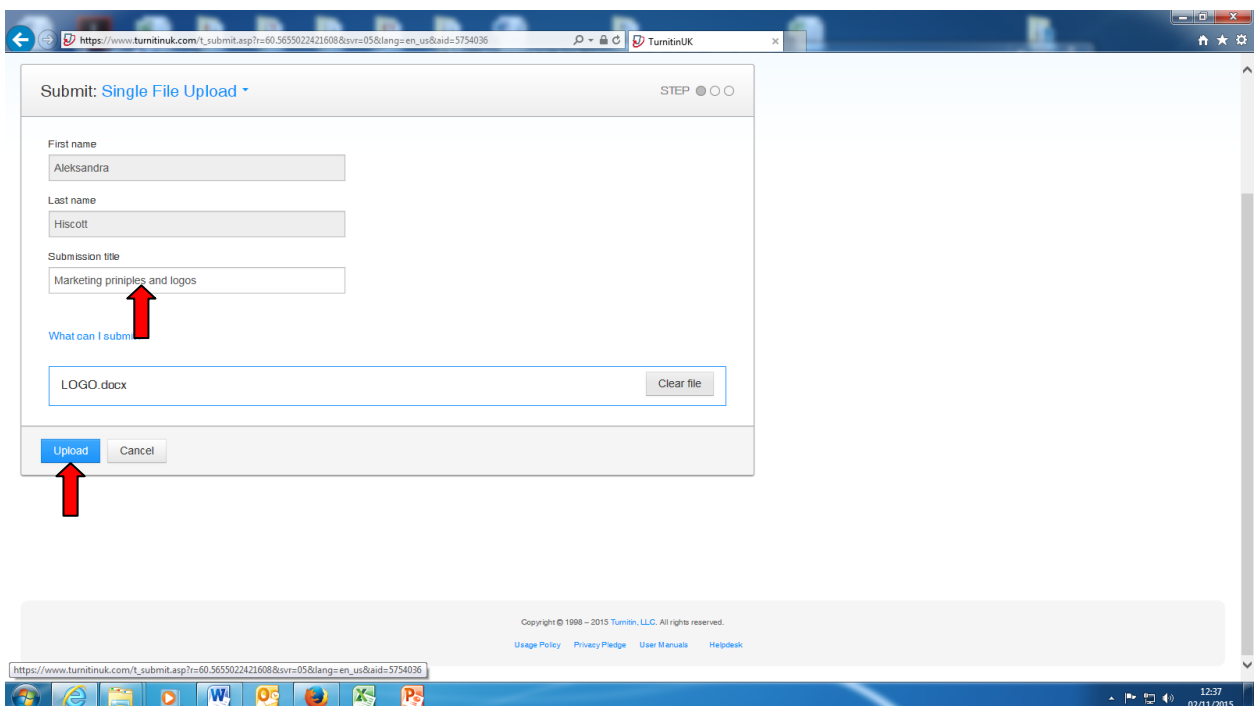 https://www.turnitinuk.com/t_submit.asp?r=60.5655022421608&svr=05&lang=en_us&aid=5754036
TurnitinUK
Submit: Single File Upload
STEP
First name
Aleksandra
Last name
Hiscott
Submission title
Marketing priniples and logos
What can I submi
LOGO.docx
Clear file
Upload
Cancel
Copyright © 1998 – 2015 Turnitin, LLC. All rights reserved.
Usage Policy Privacy Pledge User Manuals Helpdesk
https://www.turnitinuk.com/t_submit.asp?r=60.5655022421608&svr=05&lang=en_us&aid=5754036
12:37
02/11/2015